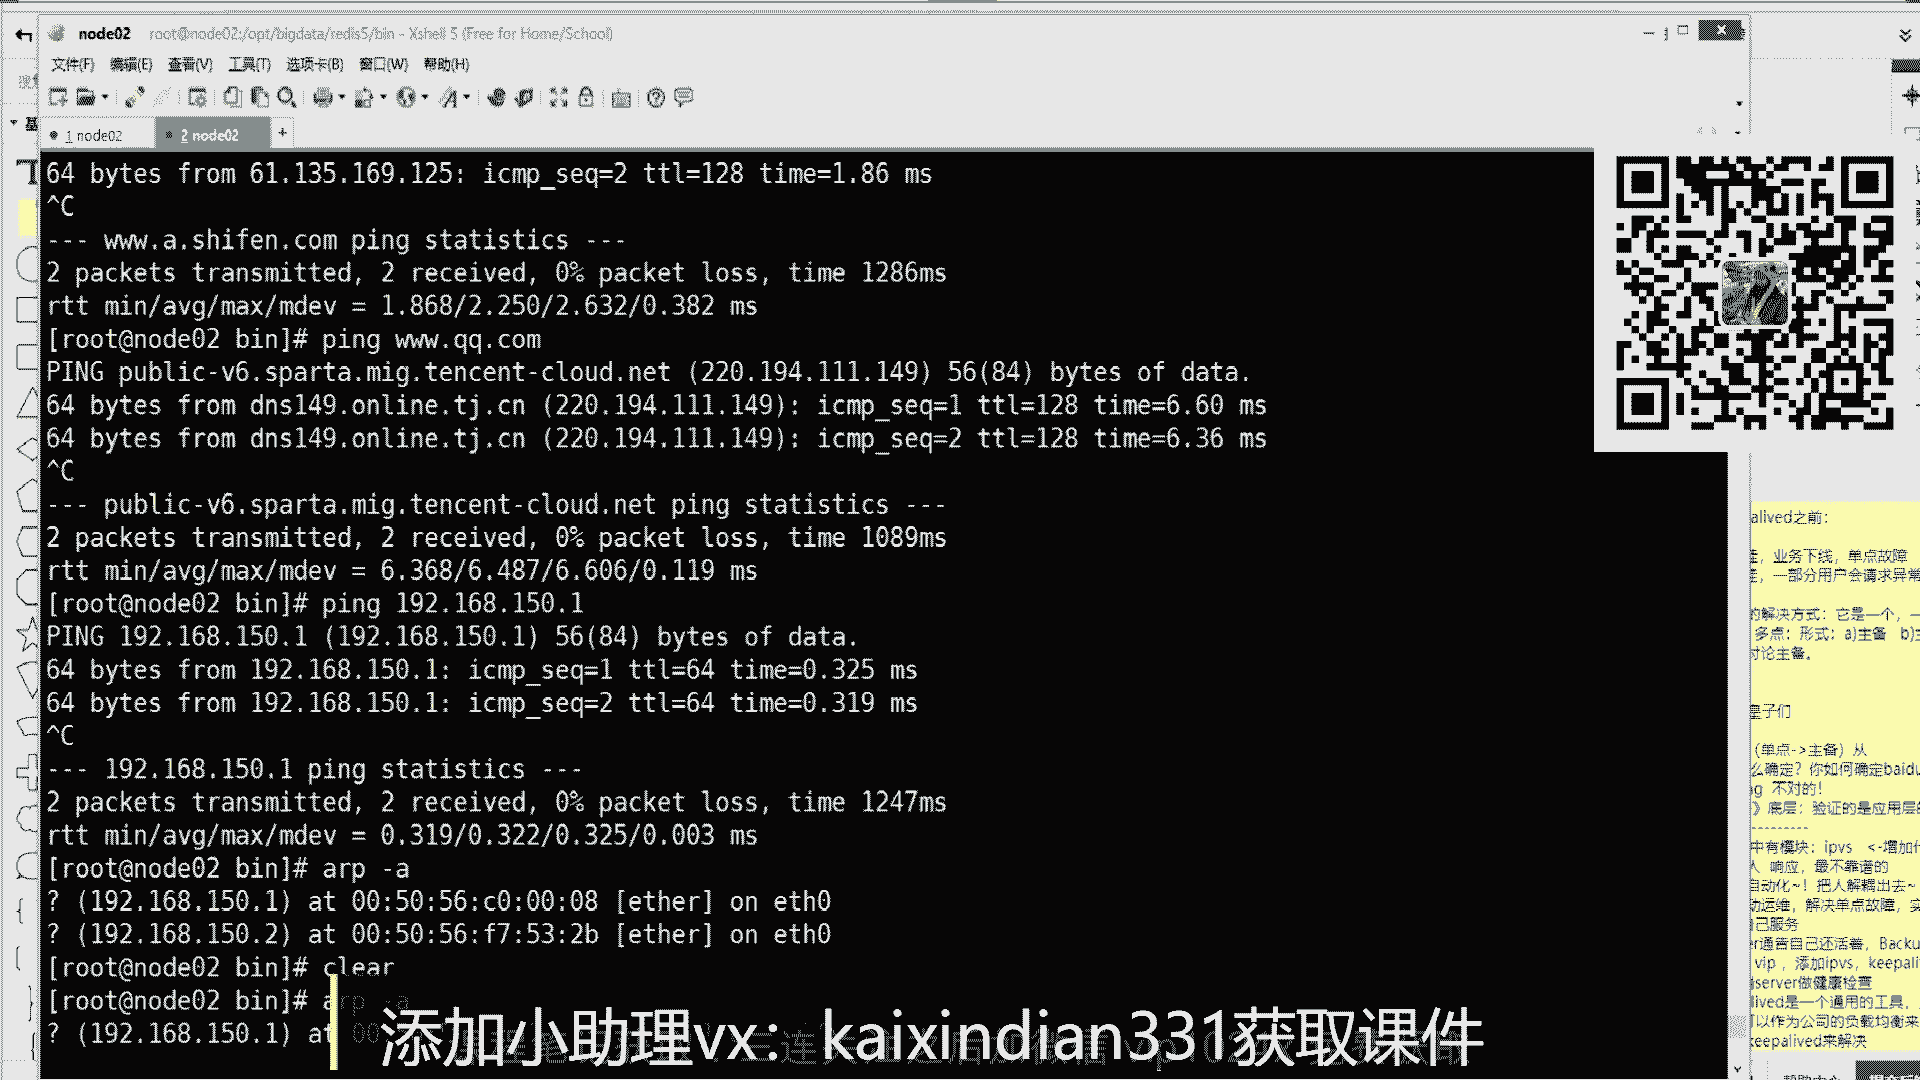 node02 root@node02:/opt/bigdata/redis5/bin - Xshell 5 (Free for Home/School)
文件(F) 编辑(E) 查看(V) 工具(T) 选项卡(B) 窗口(W) 帮助(H)
1 node02 2 node02 +
64 bytes from 61.135.169.125: icmp_seq=2 ttl=128 time=1.86 ms
^C
--- www.a.shifen.com ping statistics ---
2 packets transmitted, 2 received, 0% packet loss, time 1286ms
rtt min/avg/max/mdev = 1.868/2.250/2.632/0.382 ms
[root@node02 bin]# ping www.qq.com
PING public-v6.sparta.mig.tencent-cloud.net (220.194.111.149) 56(84) bytes of data.
64 bytes from dns149.online.tj.cn (220.194.111.149): icmp_seq=1 ttl=128 time=6.60 ms
64 bytes from dns149.online.tj.cn (220.194.111.149): icmp_seq=2 ttl=128 time=6.36 ms
^C
--- public-v6.sparta.mig.tencent-cloud.net ping statistics ---
2 packets transmitted, 2 received, 0% packet loss, time 1089ms
rtt min/avg/max/mdev = 6.368/6.487/6.606/0.119 ms
[root@node02 bin]# ping 192.168.150.1
PING 192.168.150.1 (192.168.150.1) 56(84) bytes of data.
64 bytes from 192.168.150.1: icmp_seq=1 ttl=64 time=0.325 ms
64 bytes from 192.168.150.1: icmp_seq=2 ttl=64 time=0.319 ms
^C
--- 192.168.150.1 ping statistics ---
2 packets transmitted, 2 received, 0% packet loss, time 1247ms
rtt min/avg/max/mdev = 0.319/0.322/0.325/0.003 ms
[root@node02 bin]# arp -a
? (192.168.150.1) at 00:50:56:c0:00:08 [ether] on eth0
? (192.168.150.2) at 00:50:56:f7:53:2b [ether] on eth0
[root@node02 bin]# clear
[root@node02 bin]# arp -a
? (192.168.150.1) at 00
添加小助理vx：kaixindian331获取课件
alived之前：
，业务下线，单点故障
，一部分用户会请求异常
的解决方式：它是一个，一
多点：形式：a)主备 b)
讨论主备。
皇子们
（单点->主备）从
么确定？你如何确定baidu
不对的！
》底层：验证的是应用层
---------
中有模块：ipvs <-增加
人 响应，最不靠谱的
自动化~！把人解耦出去~
动运维，解决单点故障，实
己服务
er通告自己还活着，Backu
vip，添加ipvs，keepaliv
server做健康检查
lived是一个通用的工具，
可以作为公司的负载均衡来
keepalived来解决